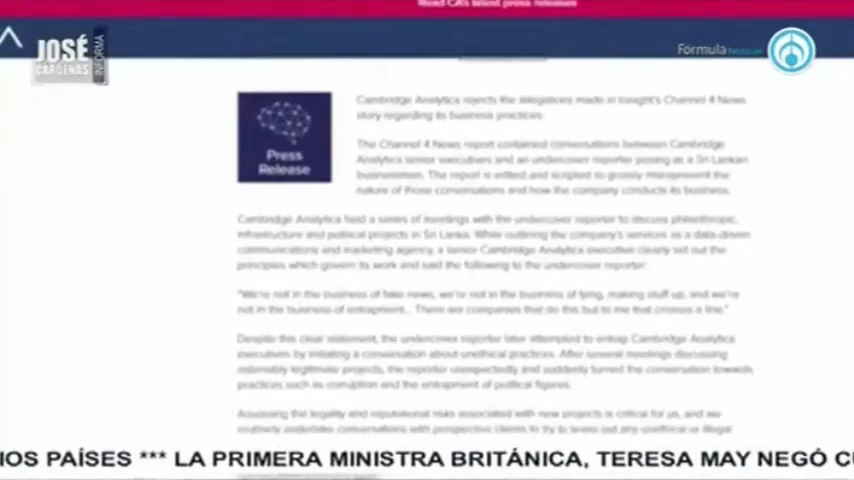 Read CA's latest press releases
JOSÉ
CÁRDENAS
INFORMA
Fórmula Noticias
Press
Release
Cambridge Analytica rejects the allegations made in tonight's Channel 4 News
story regarding its business practices.
The Channel 4 News report contained conversations between Cambridge
Analytica senior executives and an undercover reporter posing as a Sri Lankan
businessman. The report is edited and scripted to grossly misrepresent the
nature of those conversations and how the company conducts its business.
Cambridge Analytica held a series of meetings with the undercover reporter to discuss philanthropic,
infrastructure and political projects in Sri Lanka. While outlining the company's services as a data-driven
communications and marketing agency, a senior Cambridge Analytica executive clearly set out the
principles which govern its work and said the following to the undercover reporter:
"We're not in the business of fake news, we're not in the business of lying, making stuff up, and we're
not in the business of entrapment... There are companies that do this but to me that crosses a line."
Despite this clear statement, the undercover reporter later attempted to entrap Cambridge Analytica
executives by initiating a conversation about unethical practices. After several meetings discussing
ostensibly legitimate projects, the reporter unexpectedly and suddenly turned the conversation towards
practices such as corruption and the entrapment of political figures.
Assessing the legality and reputational risks associated with new projects is critical for us, and we
routinely undertake conversations with prospective clients to try to tease out any unethical or illegal
IOS PAÍSES *** LA PRIMERA MINISTRA BRITÁNICA, TERESA MAY NEGÓ